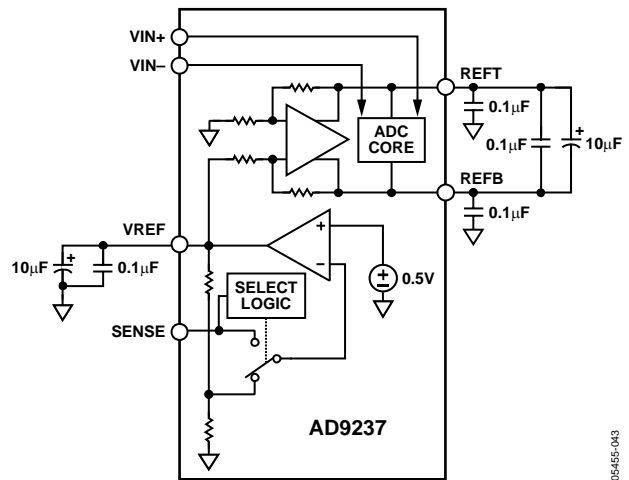 VIN+
VIN–
REFT
0.1μF
ADC
CORE
0.1μF
10μF
+
REFB
0.1μF
VREF
+
–
10μF
+
0.1μF
SELECT
LOGIC
+
–
0.5V
SENSE
AD9237
05455-043